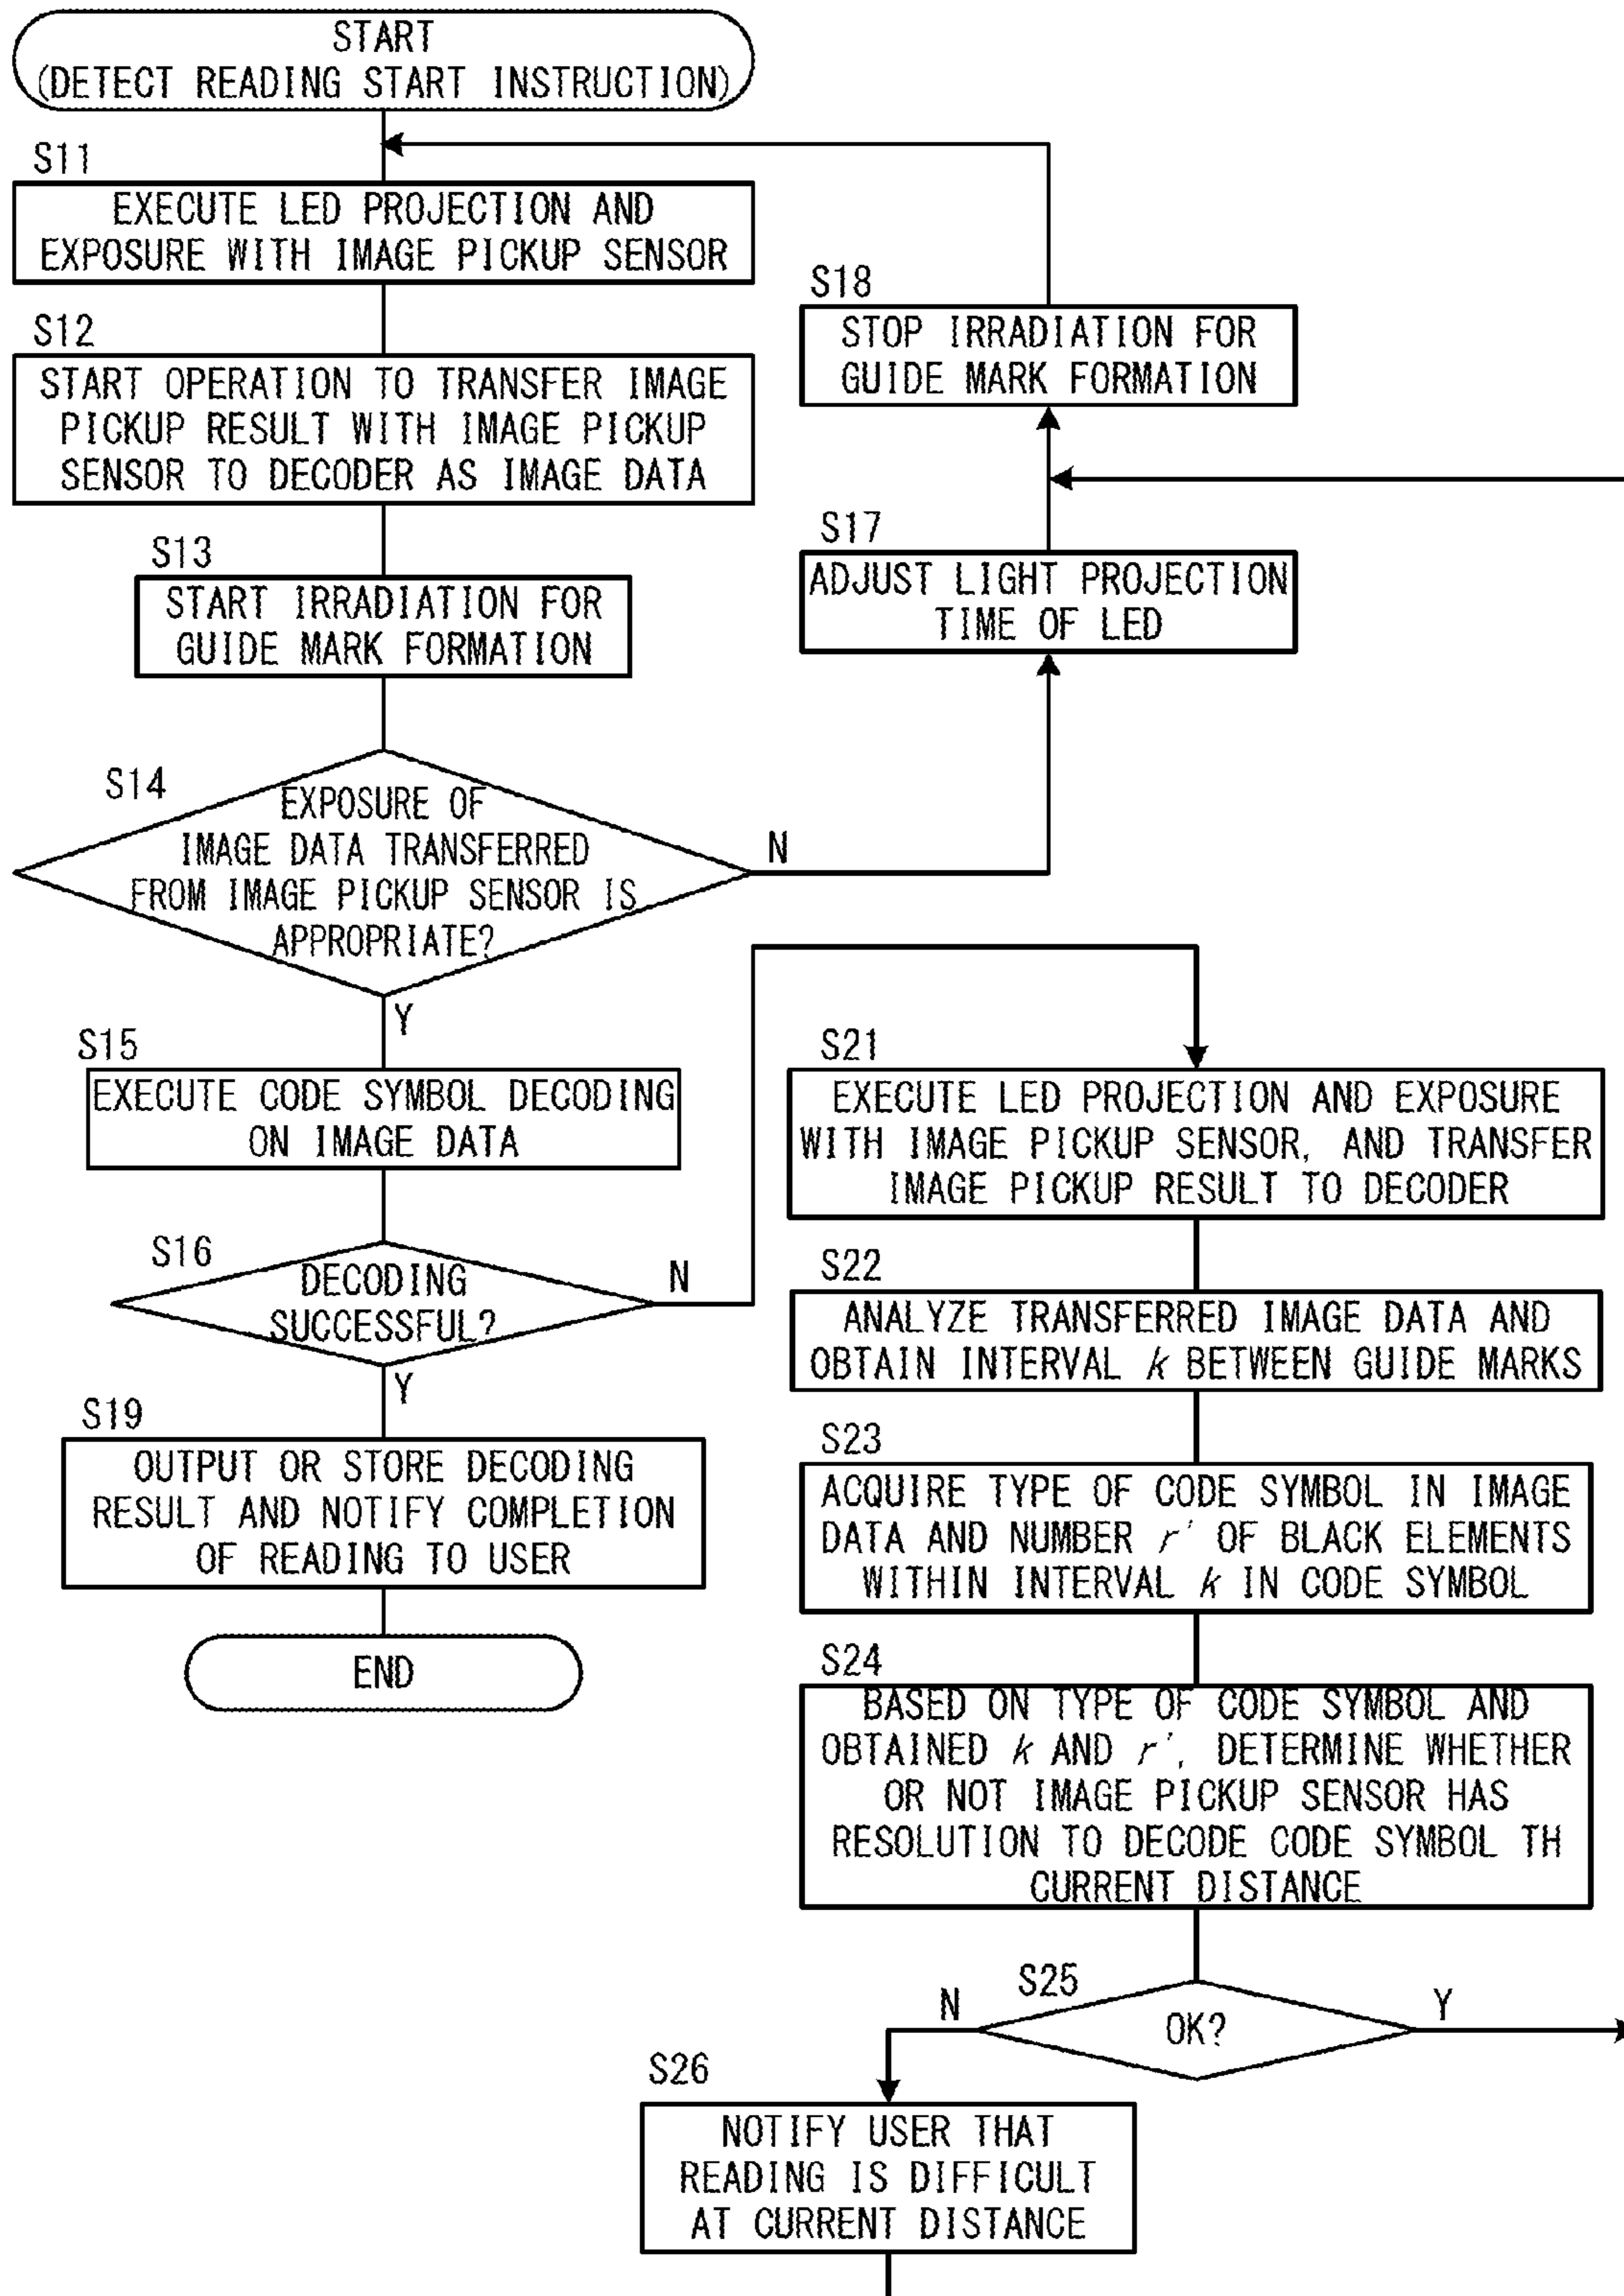 START
(DETECT READING START INSTRUCTION)
S11
EXECUTE LED PROJECTION AND
EXPOSURE WITH IMAGE PICKUP SENSOR
S12
START OPERATION TO TRANSFER IMAGE
PICKUP RESULT WITH IMAGE PICKUP
SENSOR TO DECODER AS IMAGE DATA
S13
START IRRADIATION FOR
GUIDE MARK FORMATION
S14
EXPOSURE OF
IMAGE DATA TRANSFERRED
FROM IMAGE PICKUP SENSOR IS
APPROPRIATE?
N
Y
S18
STOP IRRADIATION FOR
GUIDE MARK FORMATION
S17
ADJUST LIGHT PROJECTION
TIME OF LED
S15
EXECUTE CODE SYMBOL DECODING
ON IMAGE DATA
S16
DECODING
SUCCESSFUL?
N
Y
S19
OUTPUT OR STORE DECODING
RESULT AND NOTIFY COMPLETION
OF READING TO USER
END
S21
EXECUTE LED PROJECTION AND EXPOSURE
WITH IMAGE PICKUP SENSOR, AND TRANSFER
IMAGE PICKUP RESULT TO DECODER
S22
ANALYZE TRANSFERRED IMAGE DATA AND
OBTAIN INTERVAL k BETWEEN GUIDE MARKS
S23
ACQUIRE TYPE OF CODE SYMBOL IN IMAGE
DATA AND NUMBER r' OF BLACK ELEMENTS
WITHIN INTERVAL k IN CODE SYMBOL
S24
BASED ON TYPE OF CODE SYMBOL AND
OBTAINED k AND r', DETERMINE WHETHER
OR NOT IMAGE PICKUP SENSOR HAS
RESOLUTION TO DECODE CODE SYMBOL TH
CURRENT DISTANCE
S25
OK?
N
Y
S26
NOTIFY USER THAT
READING IS DIFFICULT
AT CURRENT DISTANCE